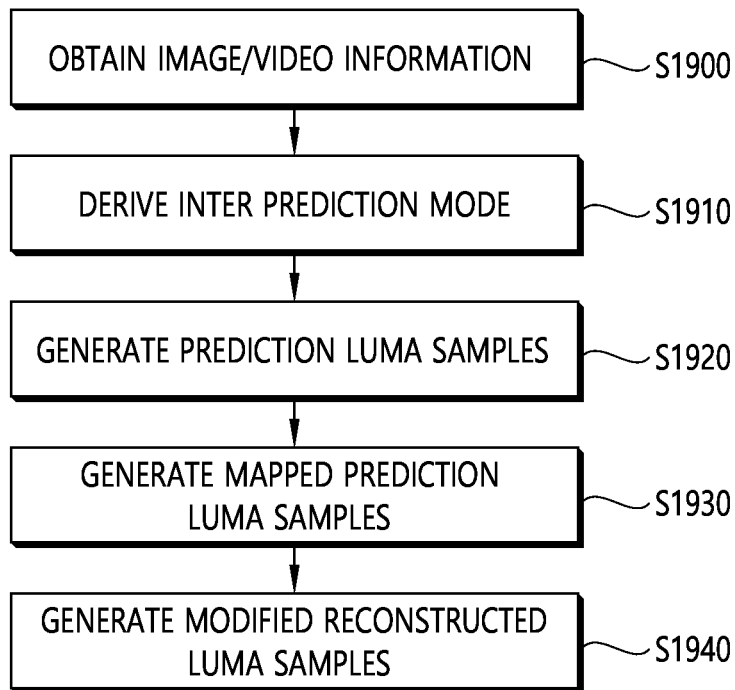 OBTAIN IMAGE/VIDEO INFORMATION
S1900
DERIVE INTER PREDICTION MODE
S1910
GENERATE PREDICTION LUMA SAMPLES
S1920
GENERATE MAPPED PREDICTION
LUMA SAMPLES
S1930
GENERATE MODIFIED RECONSTRUCTED
LUMA SAMPLES
S1940